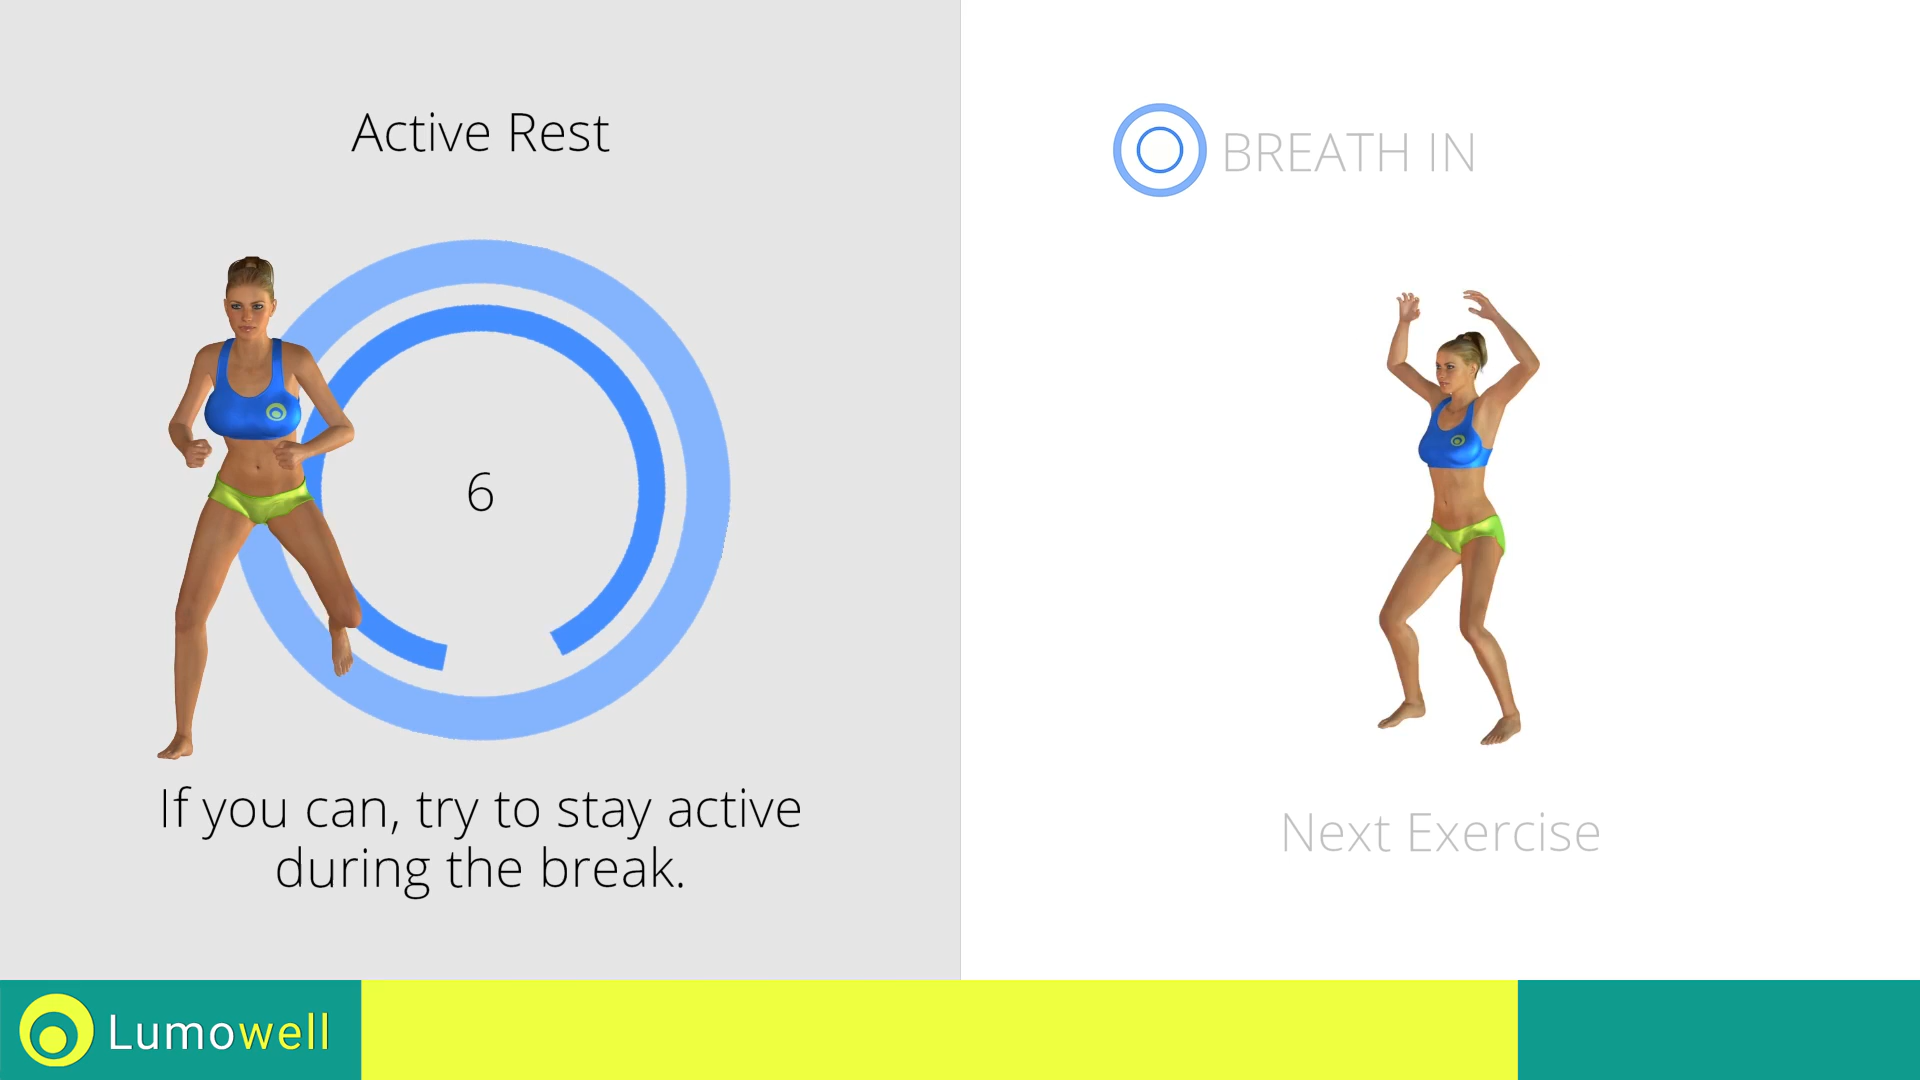 Active Rest
6
If you can, try to stay active
during the break.
BREATH IN
Next Exercise
Lumowell